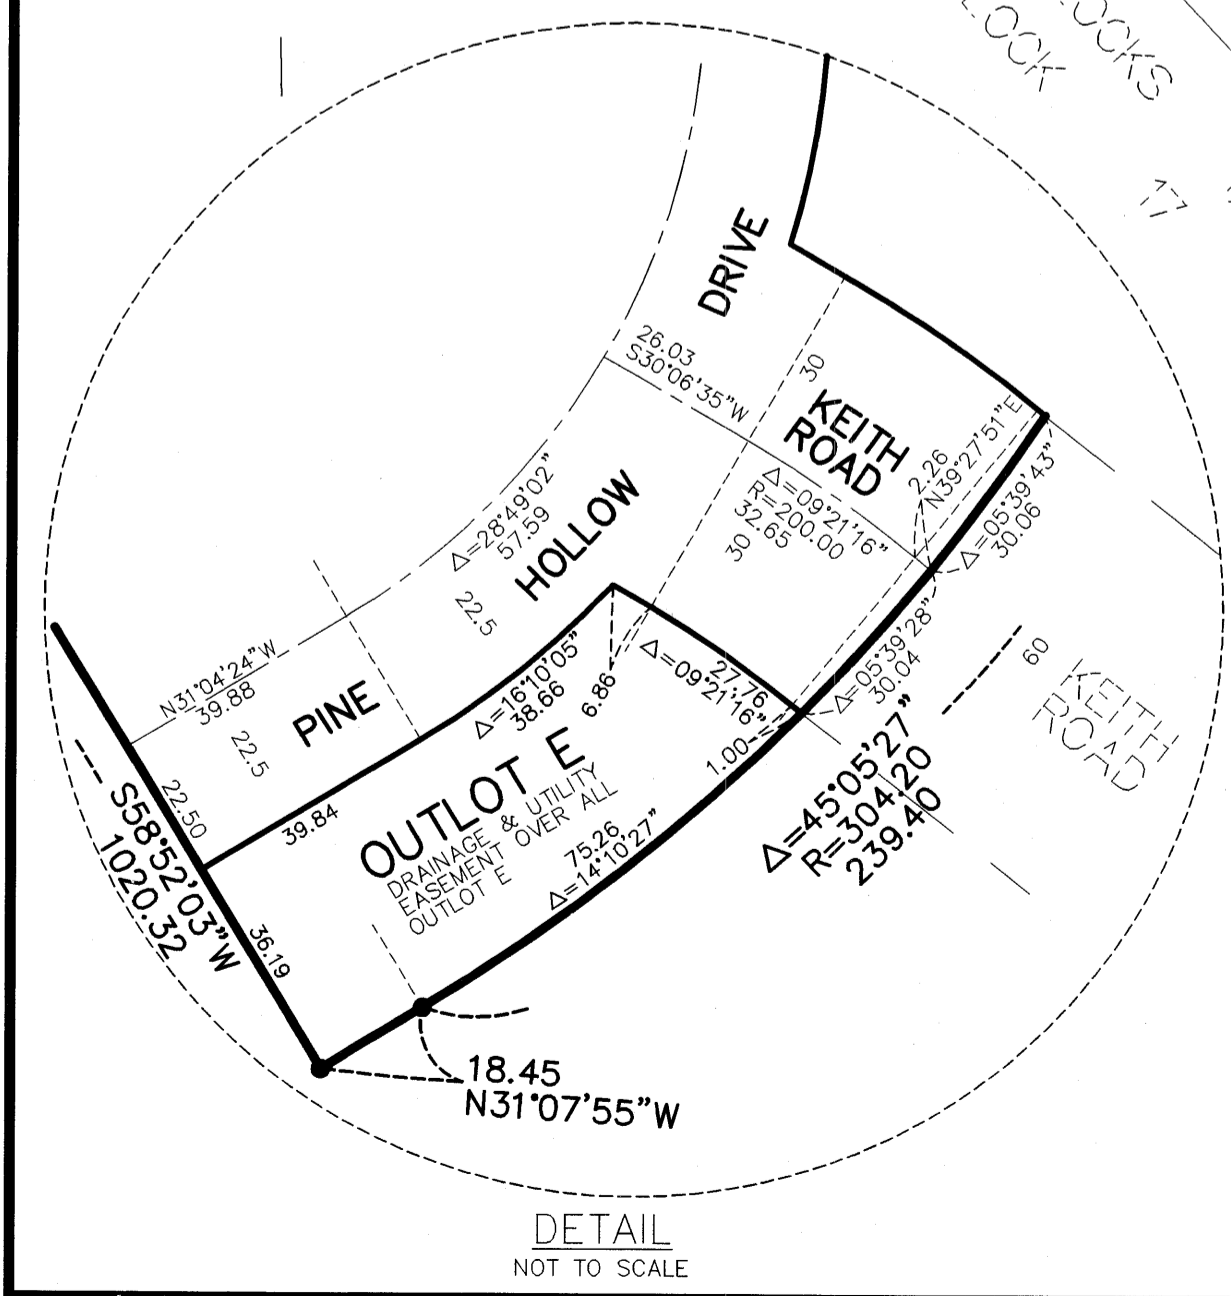 OCKS
OCK
17
DRIVE
26.03
S30°06'35"W
30
KEITH
ROAD
2.26
N39°27'51"E
Δ=05°39'43"
30.06
Δ=09°21'16"
R=200.00
32.65
30
Δ=28°49'02"
57.59
HOLLOW
22.5
N31°04'24"W
39.88
22.5
PINE
Δ=16°10'05"
38.66
6.86
27.76
Δ=09°21'16"
Δ=05°39'28"
30.04
60
KEITH
ROAD
1.00
Δ=45°05'27"
R=304.20
239.40
S58°52'03"W
1020.32
22.50
39.84
OUTLOT E
DRAINAGE & UTILITY
EASEMENT OVER ALL
OUTLOT E
75.26
Δ=14°10'27"
36.19
18.45
N31°07'55"W
DETAIL
NOT TO SCALE